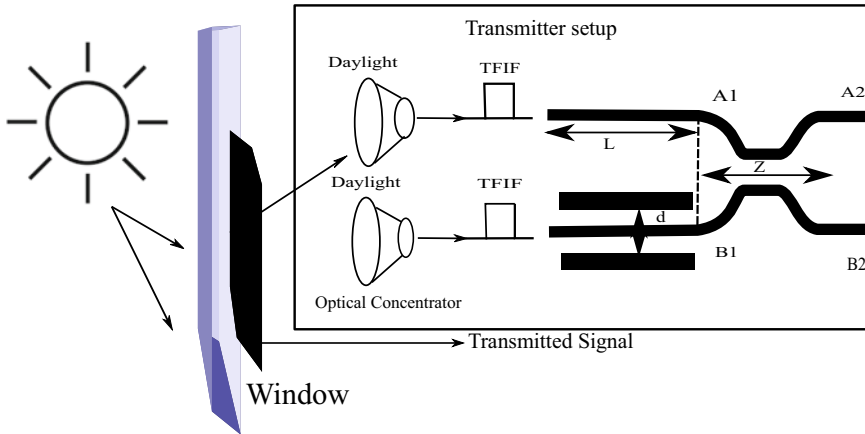 Transmitter setup
Daylight
TFIF
A1
A2
L
Z
Daylight
TFIF
d
B1
B2
Optical Concentrator
Transmitted Signal
Window